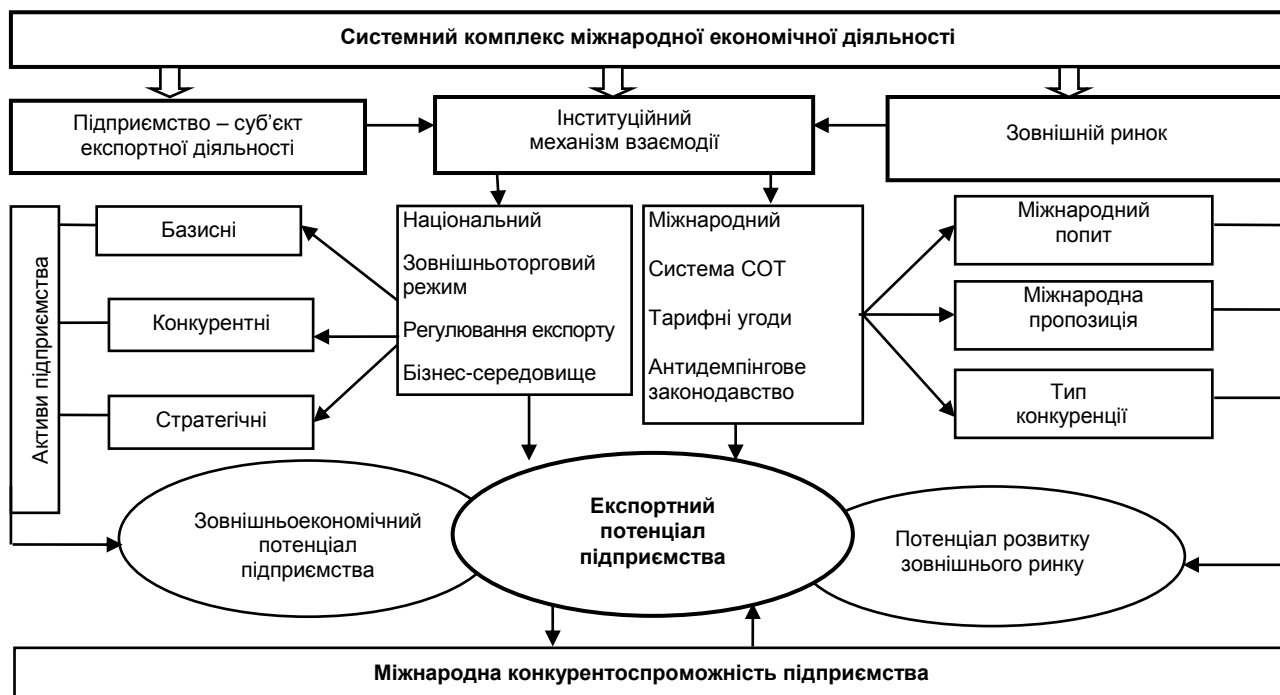 Системний комплекс міжнародної економічної діяльності
Підприємство – суб’єкт
експортної діяльності
Інституційний
механізм взаємодії
Зовнішній ринок
Активи підприємства
Базисні
Конкурентні
Стратегічні
Національний
Зовнішньоторговий
режим
Регулювання експорту
Бізнес-середовище
Міжнародний
Система СОТ
Тарифні угоди
Антидемпінгове
законодавство
Міжнародний
попит
Міжнародна
пропозиція
Тип
конкуренції
Зовнішньоекономічний
потенціал
підприємства
Експортний
потенціал
підприємства
Потенціал розвитку
зовнішнього ринку
Міжнародна конкурентоспроможність підприємства